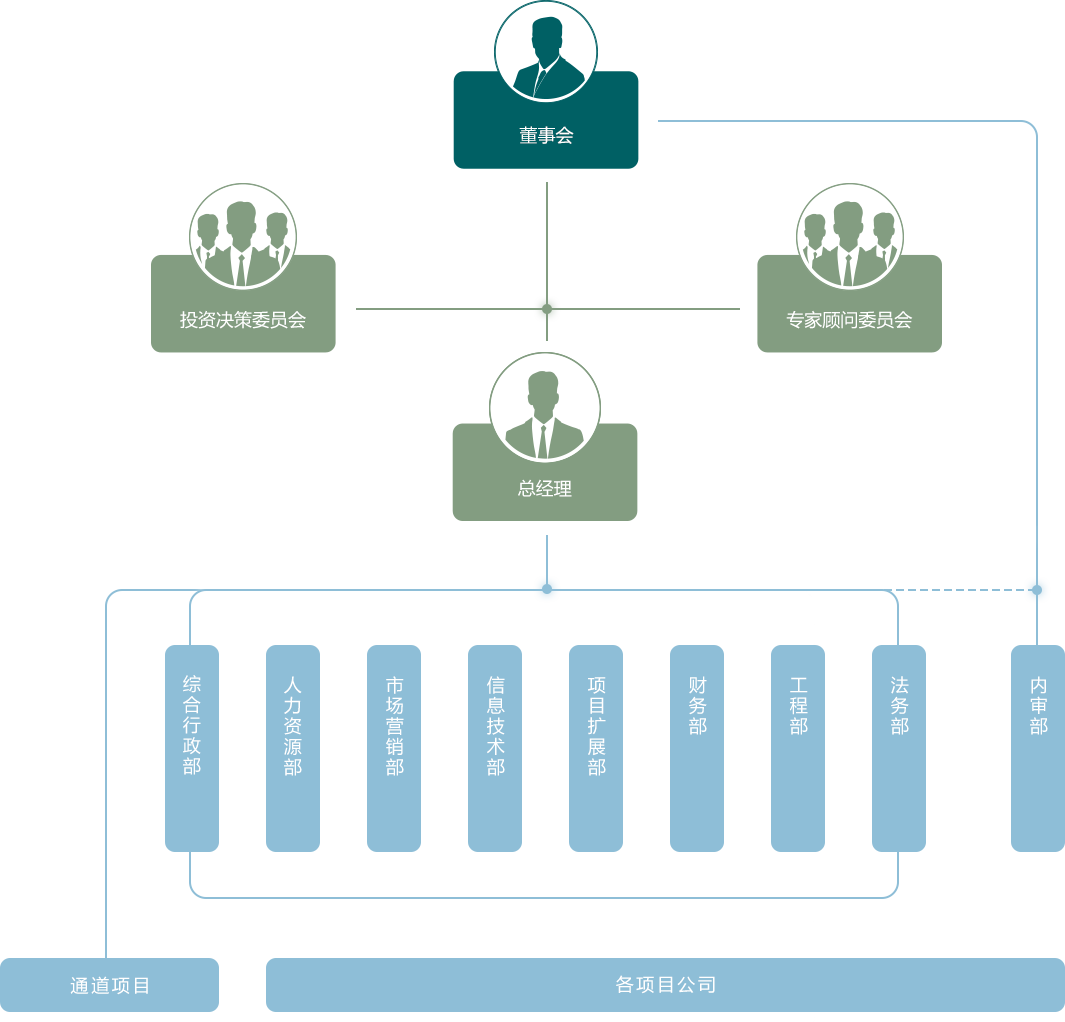 董事会
投资决策委员会
专家顾问委员会
总经理
综合行政部
人力资源部
市场营销部
信息技术部
项目扩展部
财务部
工程部
法务部
内审部
通道项目
各项目公司